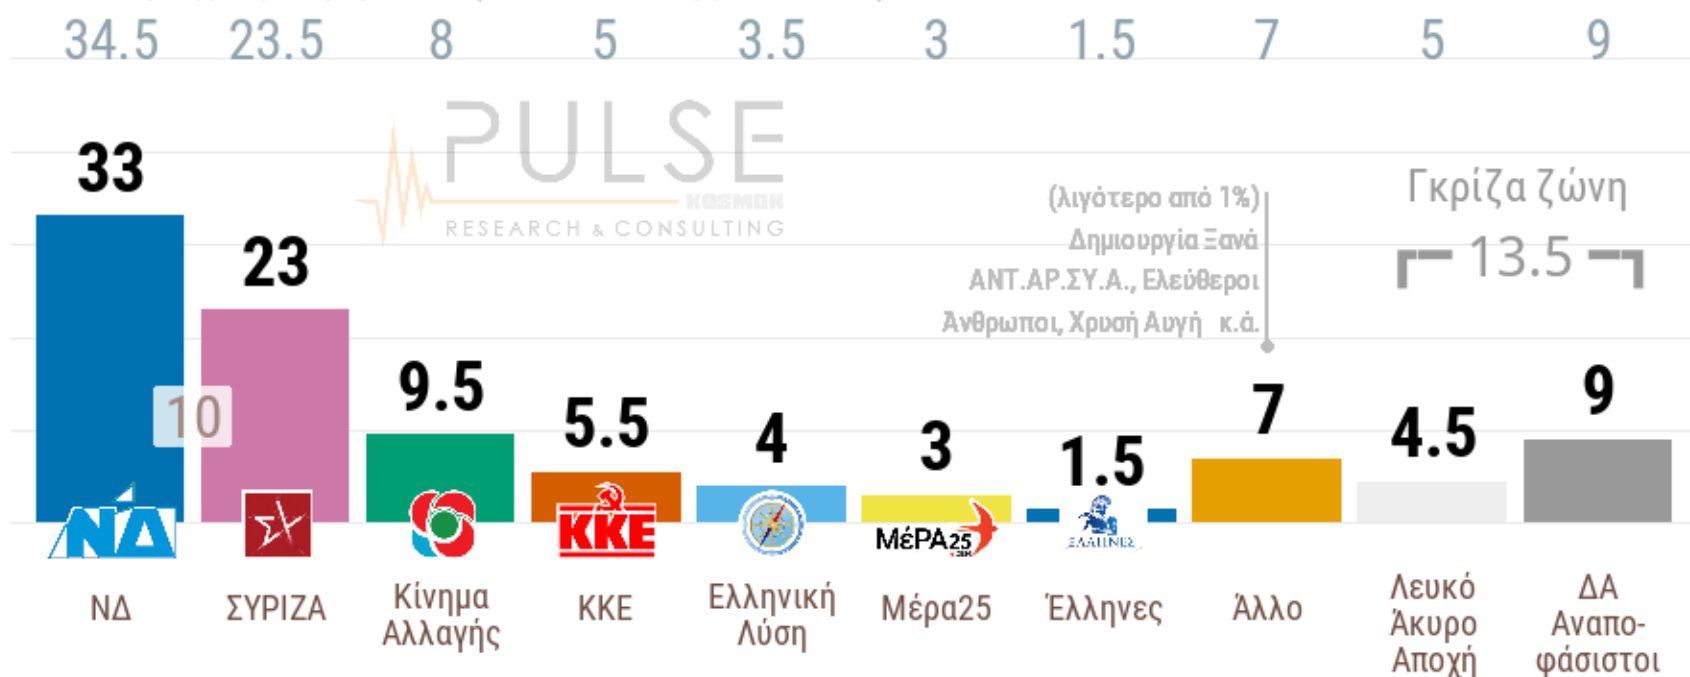 34.5 23.5 8 5 3.5 3 1.5 7 5 9
PULSE
KOSMON
RESEARCH & CONSULTING
33
23
9.5
5.5
4
3
1.5
7
4.5
9
10
(λιγότερο από 1%)
Δημιουργία Ξανά
ΑΝΤ.ΑΡ.ΣΥ.Α., Ελεύθεροι
Άνθρωποι, Χρυσή Αυγή κ.ά.
Γκρίζα ζώνη
13.5
ΝΔ
ΚΚΕ
ΜέΡΑ25
ΕΛΛΗΝΕΣ
ΝΔ
ΣΥΡΙΖΑ
Κίνημα
Αλλαγής
ΚΚΕ
Ελληνική
Λύση
Μέρα25
Έλληνες
Άλλο
Λευκό
Άκυρο
Αποχή
ΔΑ
Αναπο-
φάσιστοι